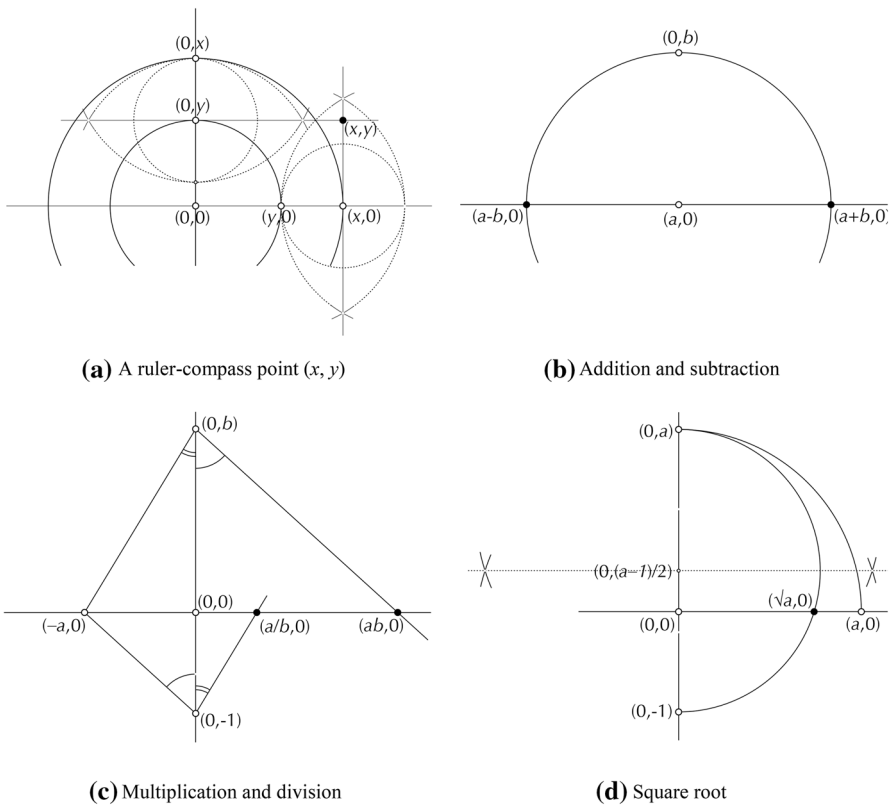 (0,x)
(0,y)
(x,y)
(0,0)
(y,0)
(x,0)
(a) A ruler-compass point (x, y)
(0,b)
(a-b,0)
(a,0)
(a+b,0)
(b) Addition and subtraction
(0,b)
(0,0)
(−a,0)
(a/b,0)
(ab,0)
(0,-1)
(c) Multiplication and division
(0,a)
(0,(a−1)/2)
(√a,0)
(0,0)
(a,0)
(0,-1)
(d) Square root